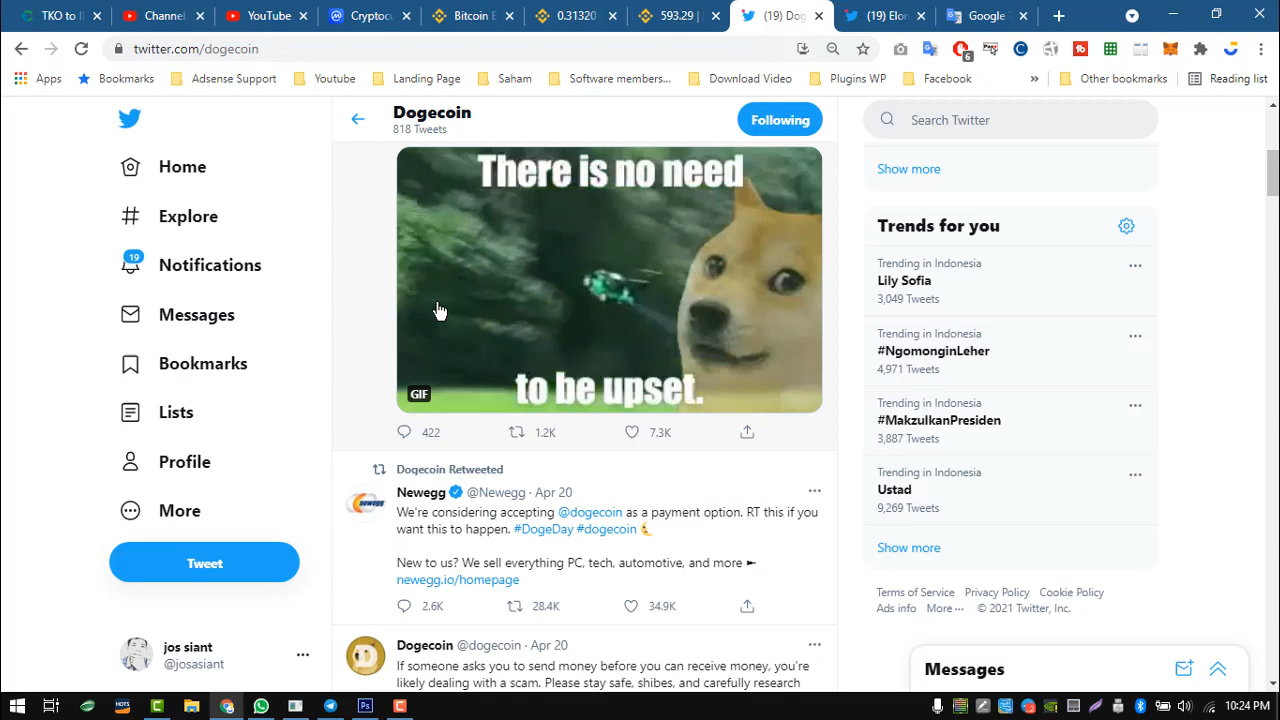 TKO to I
Channel
YouTube
Cryptoc
Bitcoin E
0.31320
593.29 |
(19) Dog
(19) Elor
Google T
twitter.com/dogecoin
6
Apps
Bookmarks
Adsense Support
Youtube
Landing Page
Saham
Software members...
Download Video
Plugins WP
Facebook
»
Other bookmarks
Reading list
Home
Explore
19
Notifications
Messages
Bookmarks
Lists
Profile
More
Tweet
jos siant
@josasiant
Dogecoin
818 Tweets
Following
There is no need
to be upset.
GIF
422
1.2K
7.3K
Dogecoin Retweeted
Newegg @Newegg · Apr 20
We're considering accepting @dogecoin as a payment option. RT this if you
want this to happen. #DogeDay #dogecoin
New to us? We sell everything PC, tech, automotive, and more ►
newegg.io/homepage
2.6K
28.4K
34.9K
Dogecoin @dogecoin · Apr 20
If someone asks you to send money before you can receive money, you're
likely dealing with a scam. Please stay safe, shibes, and carefully research
Search Twitter
Show more
Trends for you
Trending in Indonesia
Lily Sofia
3,049 Tweets
Trending in Indonesia
#NgomonginLeher
4,971 Tweets
Trending in Indonesia
#MakzulkanPresiden
3,887 Tweets
Trending in Indonesia
Ustad
9,269 Tweets
Show more
Terms of Service Privacy Policy Cookie Policy
Ads info More ··· © 2021 Twitter, Inc.
Messages
10:24 PM